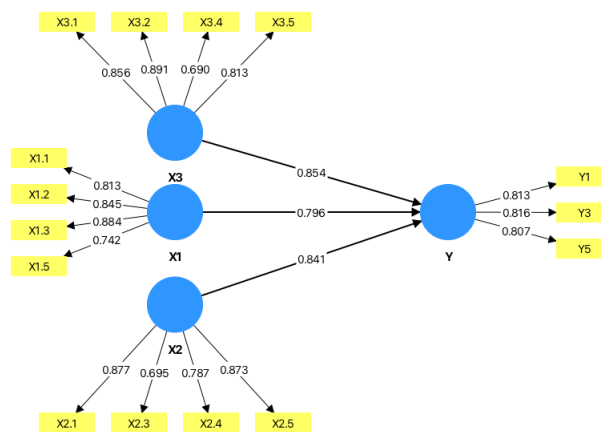 X3.1 X3.2 X3.4 X3.5
0.856 0.891 0.690 0.813
X3
0.854
X1.1
X1.2
X1.3
X1.5
0.813
0.845
0.884
0.742
X1
0.796
Y
0.813
0.816
0.807
Y1
Y3
Y5
0.841
X2
0.877 0.695 0.787 0.873
X2.1 X2.3 X2.4 X2.5